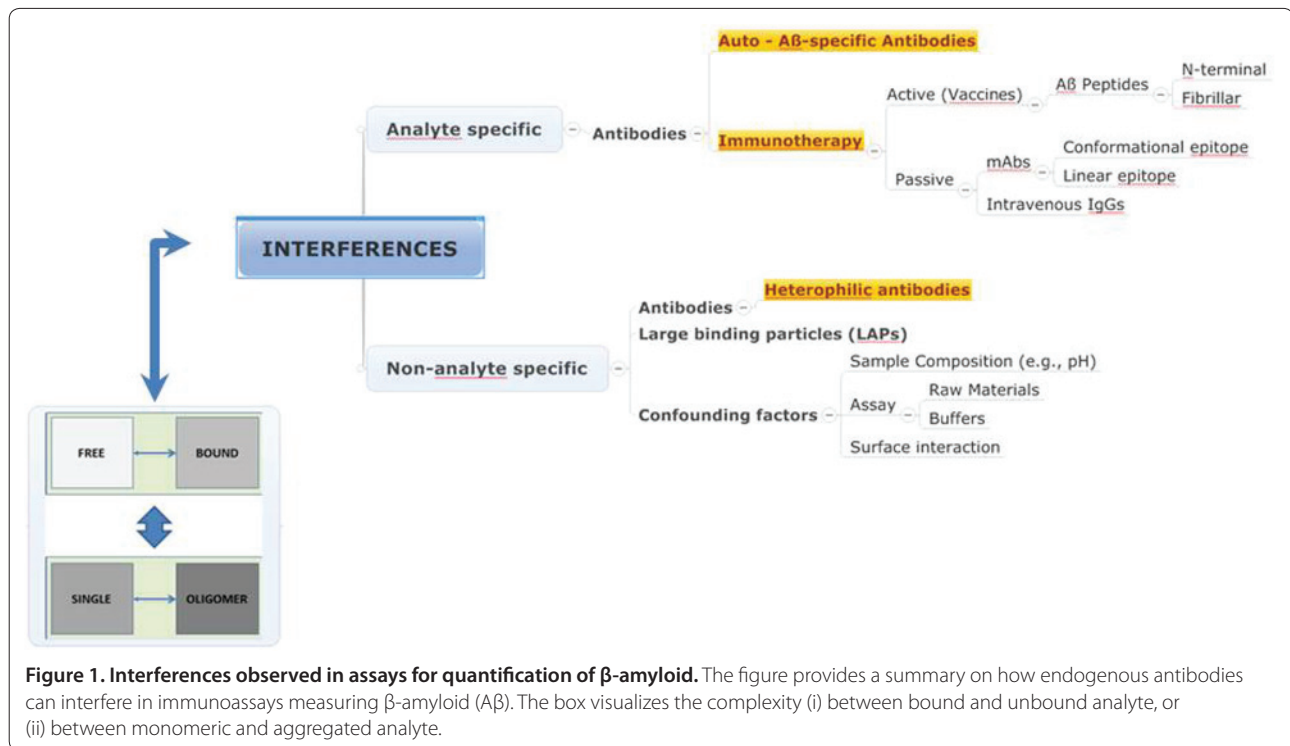 Auto - Aß-specific Antibodies
N-terminal
Active (Vaccines)
Aß Peptides
Fibrillar
Analyte specific
Antibodies
Immunotherapy
Conformational epitope
mAbs
Linear epitope
Passive
Intravenous IgGs
INTERFERENCES
Heterophilic antibodies
Antibodies
Large binding particles (LAPs)
Non-analyte specific
Sample Composition (e.g., pH)
Raw Materials
Assay
Buffers
Confounding factors
Surface interaction
FREE
BOUND
SINGLE
OLIGOMER
Figure 1. Interferences observed in assays for quantification of β-amyloid. The figure provides a summary on how endogenous antibodies
can interfere in immunoassays measuring β-amyloid (Aβ). The box visualizes the complexity (i) between bound and unbound analyte, or
(ii) between monomeric and aggregated analyte.